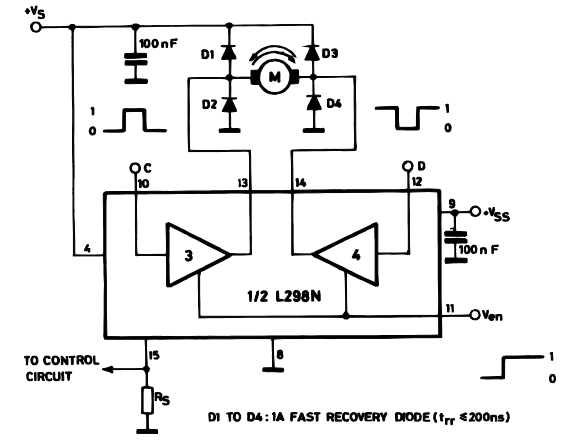 +VS
100nF
D1
D3
M
D2
D4
1
0
1
0
C
10
13
14
D
12
9
+VSS
4
3
4
100nF
1/2 L298N
11
Ven
15
8
TO CONTROL
CIRCUIT
RS
1
0
D1 TO D4 : 1A FAST RECOVERY DIODE (trr ≤ 200ns)